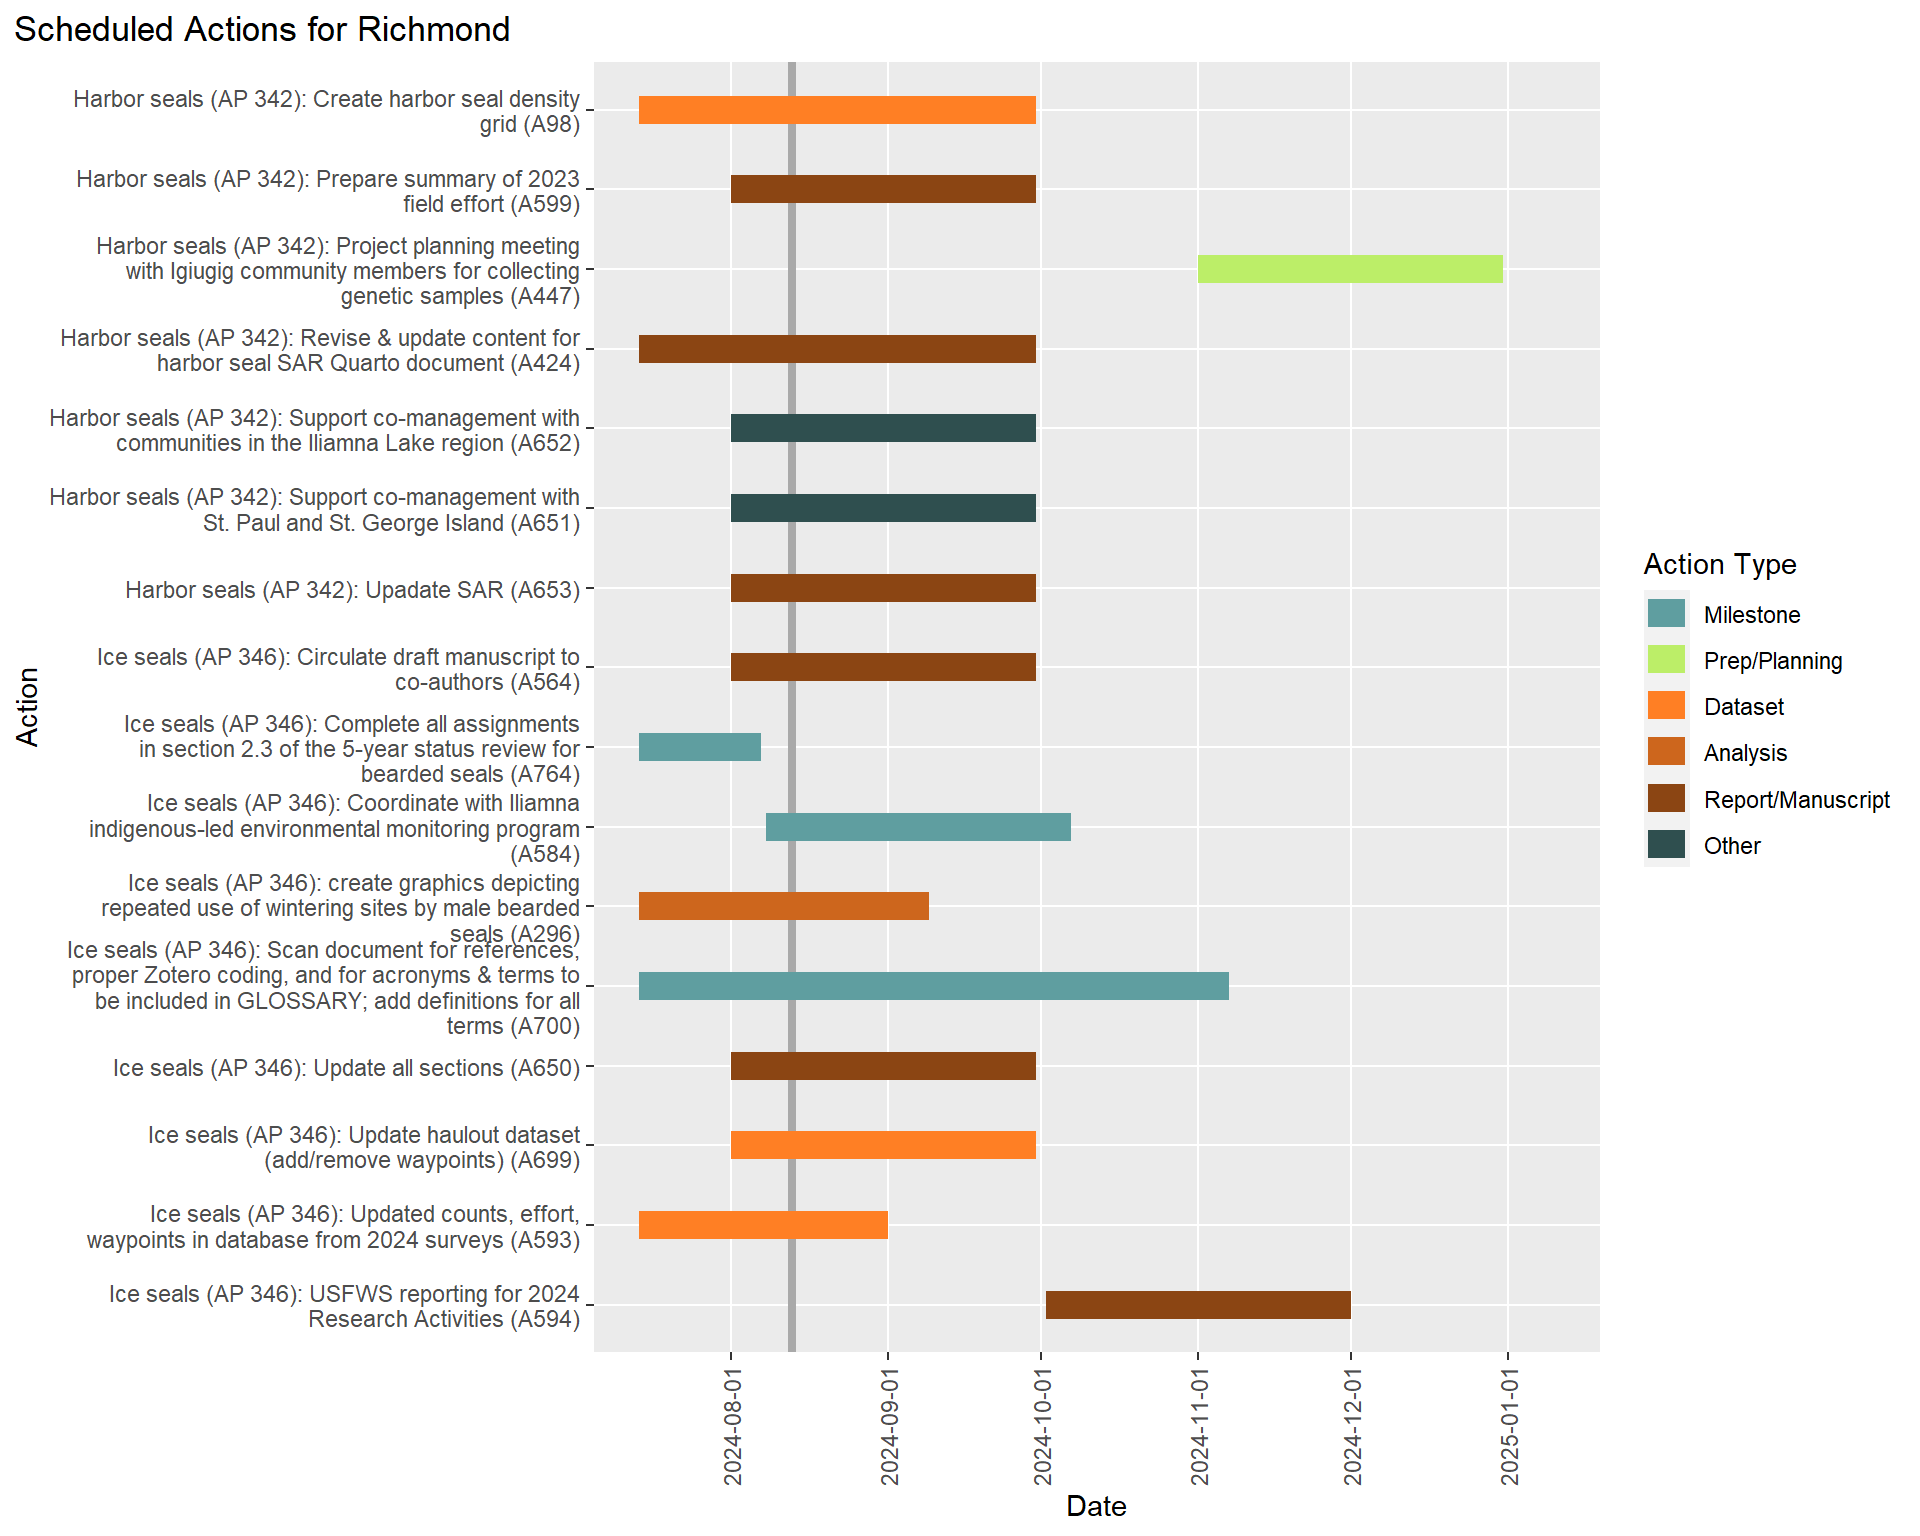 Scheduled Actions for Richmond
Harbor seals (AP 342): Create harbor seal density
grid (A98)
Harbor seals (AP 342): Prepare summary of 2023
field effort (A599)
Harbor seals (AP 342): Project planning meeting
with Igiugig community members for collecting
genetic samples (A447)
Harbor seals (AP 342): Revise & update content for
harbor seal SAR Quarto document (A424)
Harbor seals (AP 342): Support co-management with
communities in the Iliamna Lake region (A652)
Harbor seals (AP 342): Support co-management with
St. Paul and St. George Island (A651)
Harbor seals (AP 342): Upadate SAR (A653)
Ice seals (AP 346): Circulate draft manuscript to
co-authors (A564)
Ice seals (AP 346): Complete all assignments
in section 2.3 of the 5-year status review for
bearded seals (A764)
Ice seals (AP 346): Coordinate with Iliamna
indigenous-led environmental monitoring program
(A584)
Ice seals (AP 346): create graphics depicting
repeated use of wintering sites by male bearded
seals (A296)
Ice seals (AP 346): Scan document for references,
proper Zotero coding, and for acronyms & terms to
be included in GLOSSARY; add definitions for all
terms (A700)
Ice seals (AP 346): Update all sections (A650)
Ice seals (AP 346): Update haulout dataset
(add/remove waypoints) (A699)
Ice seals (AP 346): Updated counts, effort,
waypoints in database from 2024 surveys (A593)
Ice seals (AP 346): USFWS reporting for 2024
Research Activities (A594)
Action
2024-08-01
2024-09-01
2024-10-01
2024-11-01
2024-12-01
2025-01-01
Date
Action Type
Milestone
Prep/Planning
Dataset
Analysis
Report/Manuscript
Other